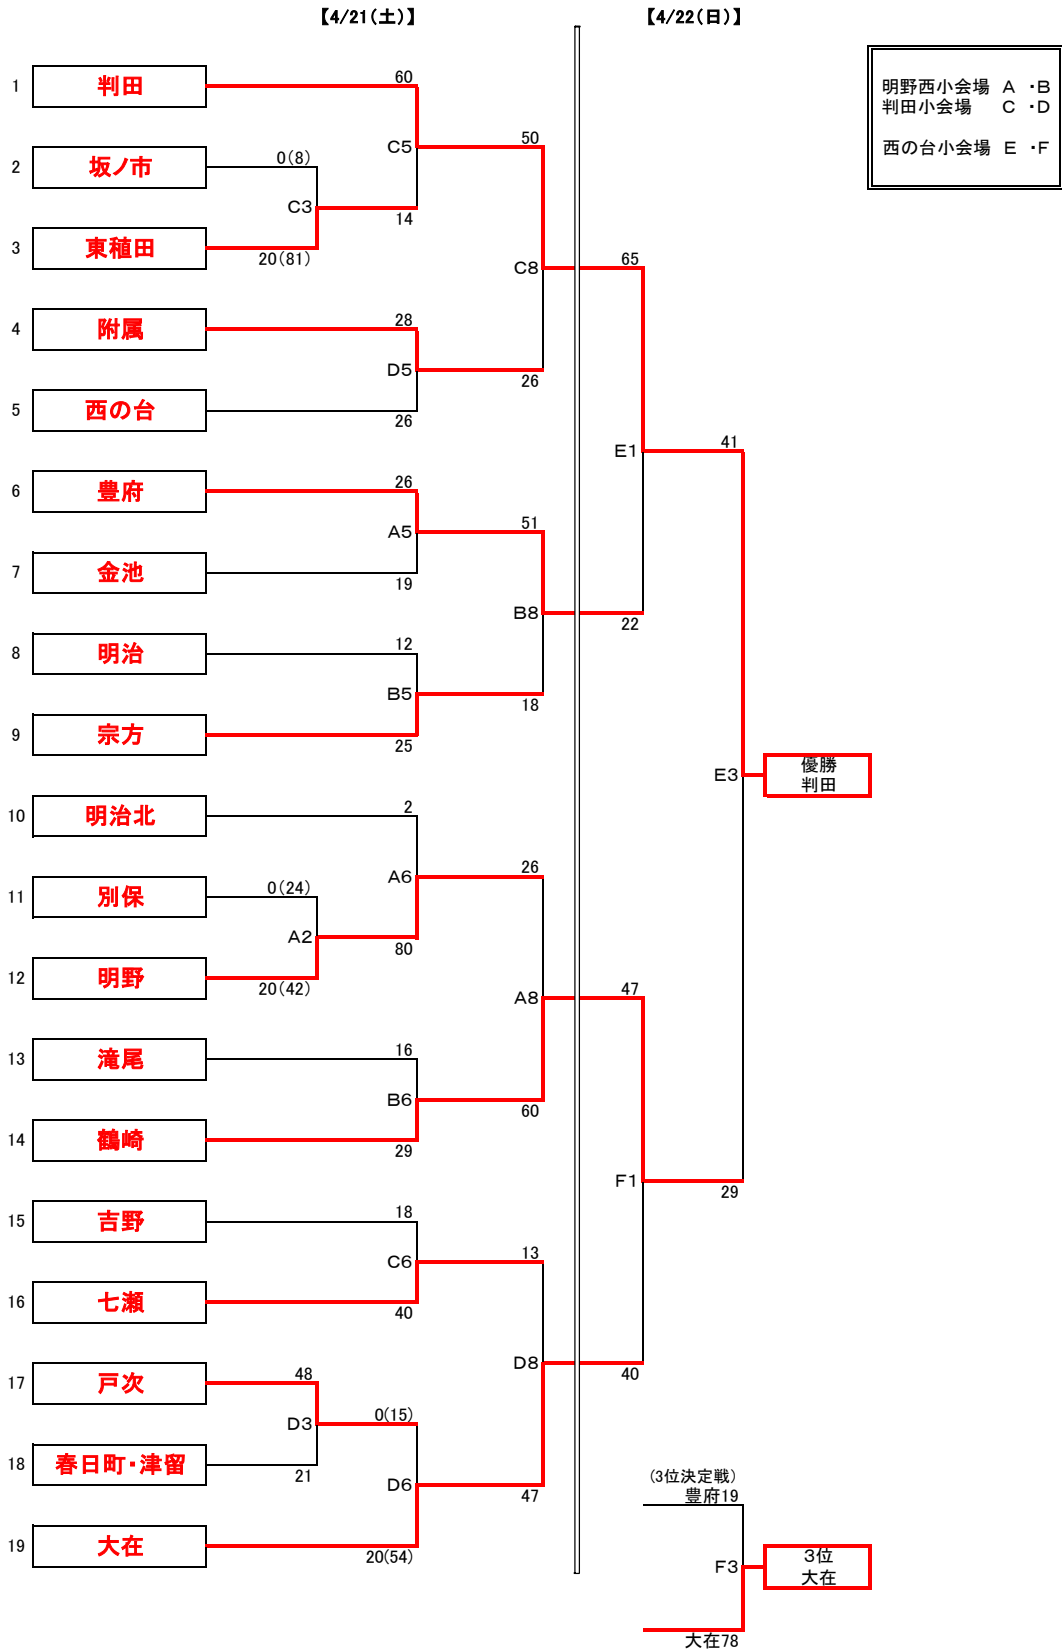 【4/21(土)】
【4/22(日)】
明野西小会場 A ・B
判田小会場 C ・D
西の台小会場 E ・F
1 判田 60
C5 50
2 坂ノ市 0(8)
C3 14
3 東稙田 20(81)
C8 65
4 附属 28
D5 26
5 西の台 26
E1 41
6 豊府 26
A5 51
7 金池 19
B8 22
8 明治 12
B5 18
9 宗方 25
E3 優勝
判田
10 明治北 2
A6 26
11 別保 0(24)
A2 80
12 明野 20(42)
A8 47
13 滝尾 16
B6 60
14 鶴崎 29
F1 29
15 吉野 18
C6 13
16 七瀬 40
D8 40
17 戸次 48
D3 0(15)
18 春日町・津留 21
D6 47
19 大在 20(54)
(3位決定戦)
豊府19
F3 3位
大在
大在78